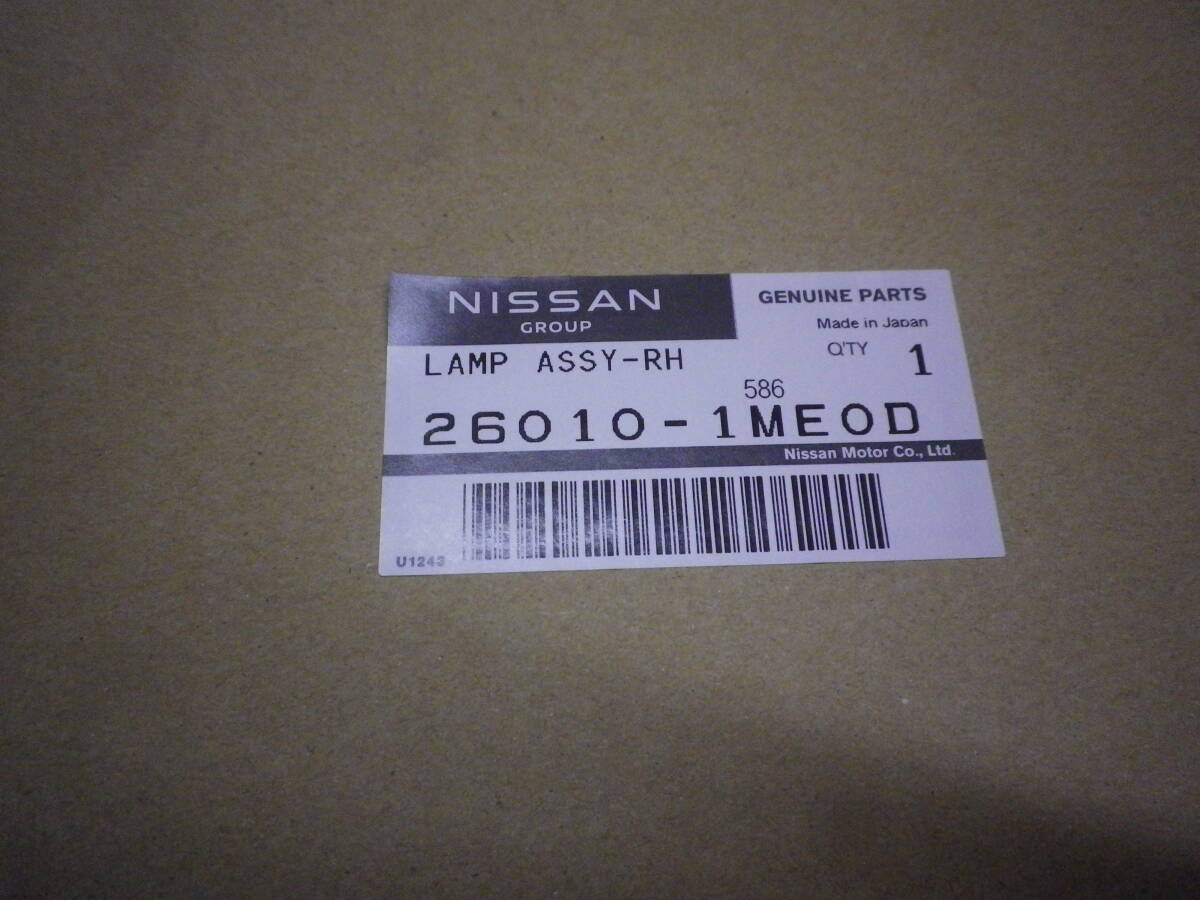 NISSAN
GROUP
GENUINE PARTS
Made in Japan
LAMP ASSY-RH
Q'TY 1
586
26010-1ME0D
Nissan Motor Co., Ltd.
U1243